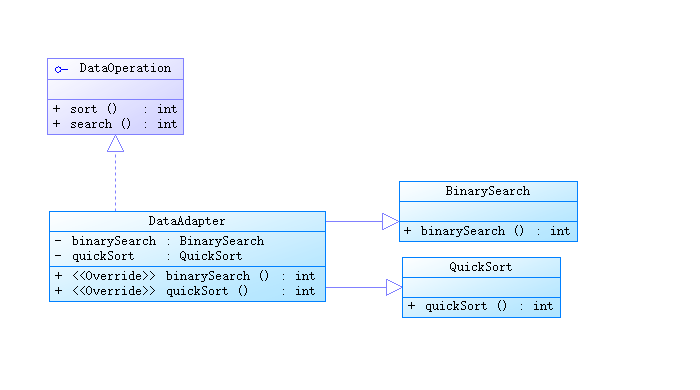 DataOperation
+ sort () : int
+ search () : int
BinarySearch
+ binarySearch () : int
DataAdapter
- binarySearch : BinarySearch
- quickSort : QuickSort
+ <<Override>> binarySearch () : int
+ <<Override>> quickSort () : int
QuickSort
+ quickSort () : int